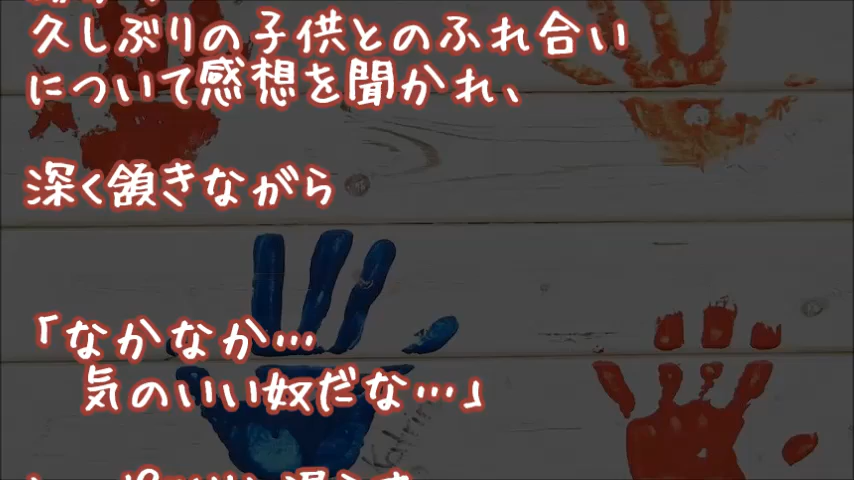 久しぶりの子供とのふれ合い
について感想を聞かれ、
深く頷きながら
「なかなか…
気のいい奴だな…」
Katrin